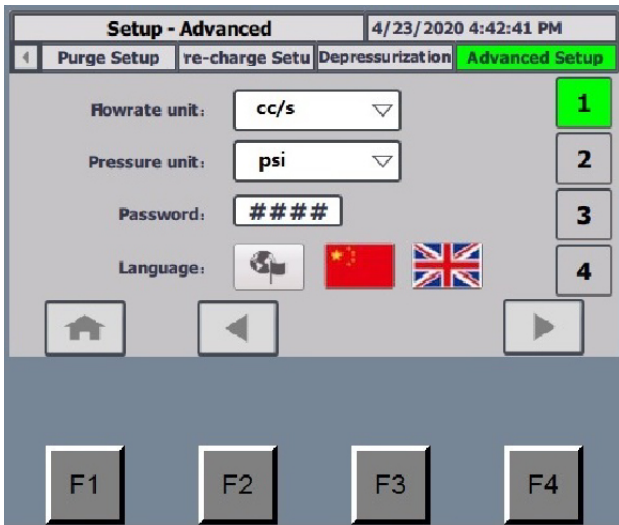 Setup - Advanced 4/23/2020 4:42:41 PM
Purge Setup re-charge Setu Depressurization Advanced Setup
Flowrate unit: cc/s 1
Pressure unit: psi 2
Password: #### 3
Language: 4
F1 F2 F3 F4